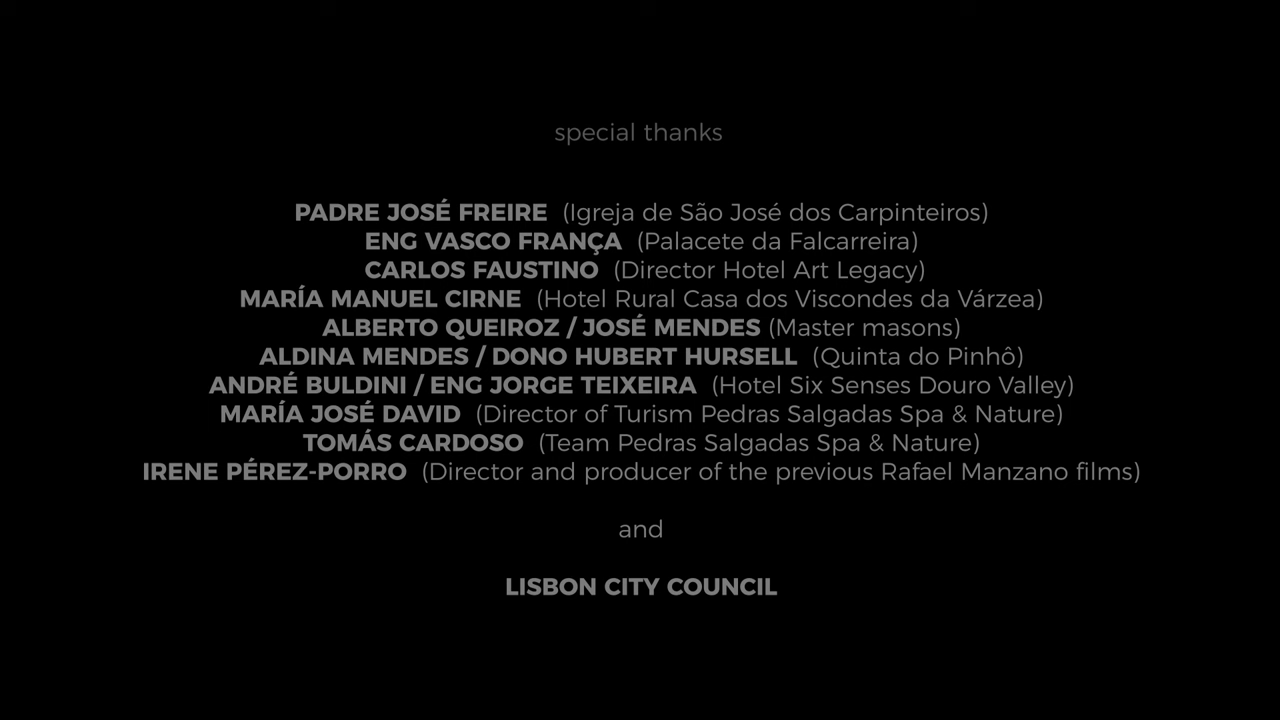 special thanks
PADRE JOSÉ FREIRE (Igreja de São José dos Carpinteiros)
ENG VASCO FRANÇA (Palacete da Falcarreira)
CARLOS FAUSTINO (Director Hotel Art Legacy)
MARÍA MANUEL CIRNE (Hotel Rural Casa dos Viscondes da Várzea)
ALBERTO QUEIROZ / JOSÉ MENDES (Master masons)
ALDINA MENDES / DONO HUBERT HURSELL (Quinta do Pinhô)
ANDRÉ BULDINI / ENG JORGE TEIXEIRA (Hotel Six Senses Douro Valley)
MARÍA JOSÉ DAVID (Director of Turism Pedras Salgadas Spa & Nature)
TOMÁS CARDOSO (Team Pedras Salgadas Spa & Nature)
IRENE PÉREZ-PORRO (Director and producer of the previous Rafael Manzano films)
and
LISBON CITY COUNCIL